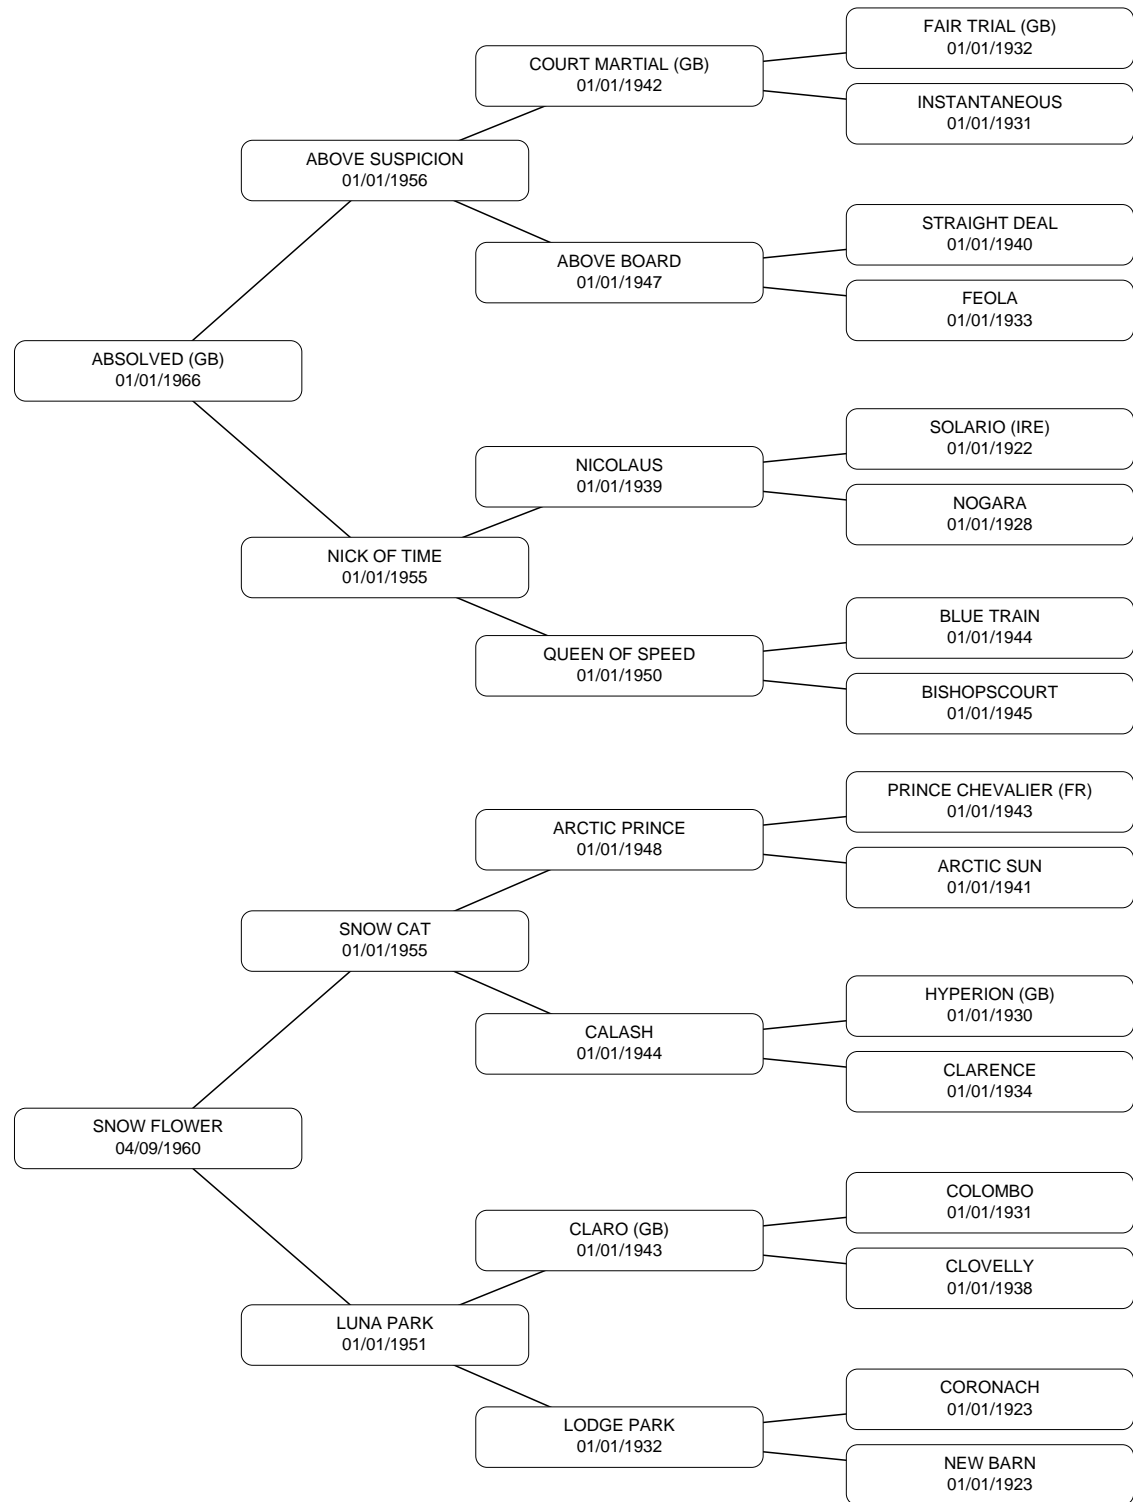 FAIR TRIAL (GB)
01/01/1932
COURT MARTIAL (GB)
01/01/1942
INSTANTANEOUS
01/01/1931
ABOVE SUSPICION
01/01/1956
STRAIGHT DEAL
01/01/1940
ABOVE BOARD
01/01/1947
FEOLA
01/01/1933
ABSOLVED (GB)
01/01/1966
SOLARIO (IRE)
01/01/1922
NICOLAUS
01/01/1939
NOGARA
01/01/1928
NICK OF TIME
01/01/1955
BLUE TRAIN
01/01/1944
QUEEN OF SPEED
01/01/1950
BISHOPSCOURT
01/01/1945
PRINCE CHEVALIER (FR)
01/01/1943
ARCTIC PRINCE
01/01/1948
ARCTIC SUN
01/01/1941
SNOW CAT
01/01/1955
HYPERION (GB)
01/01/1930
CALASH
01/01/1944
CLARENCE
01/01/1934
SNOW FLOWER
04/09/1960
COLOMBO
01/01/1931
CLARO (GB)
01/01/1943
CLOVELLY
01/01/1938
LUNA PARK
01/01/1951
CORONACH
01/01/1923
LODGE PARK
01/01/1932
NEW BARN
01/01/1923